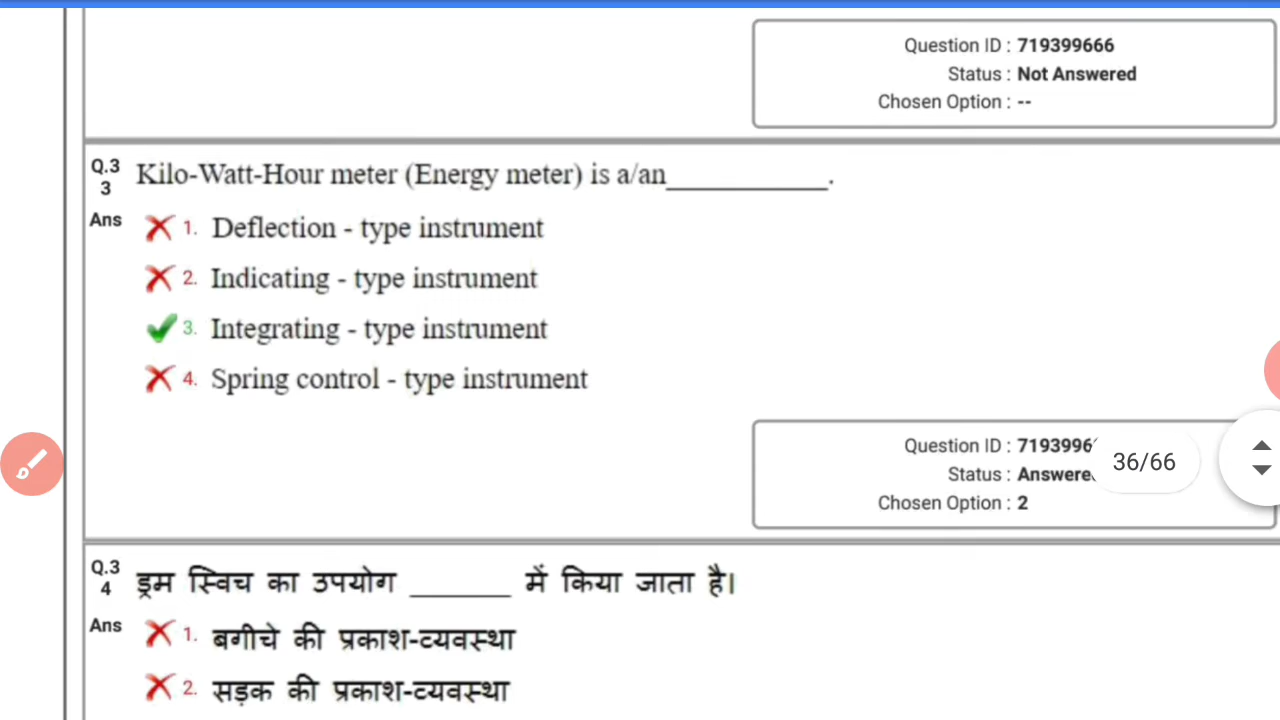 Question ID : 719399666
Status : Not Answered
Chosen Option : --
Q.3
3
Kilo-Watt-Hour meter (Energy meter) is a/an___________.
Ans
1. Deflection - type instrument
2. Indicating - type instrument
3. Integrating - type instrument
4. Spring control - type instrument
Question ID : 7193996
Status : Answere
Chosen Option : 2
36/66
Q.3
4
ड्रम स्विच का उपयोग _______ में किया जाता है।
Ans
1. बगीचे की प्रकाश-व्यवस्था
2. सड़क की प्रकाश-व्यवस्था